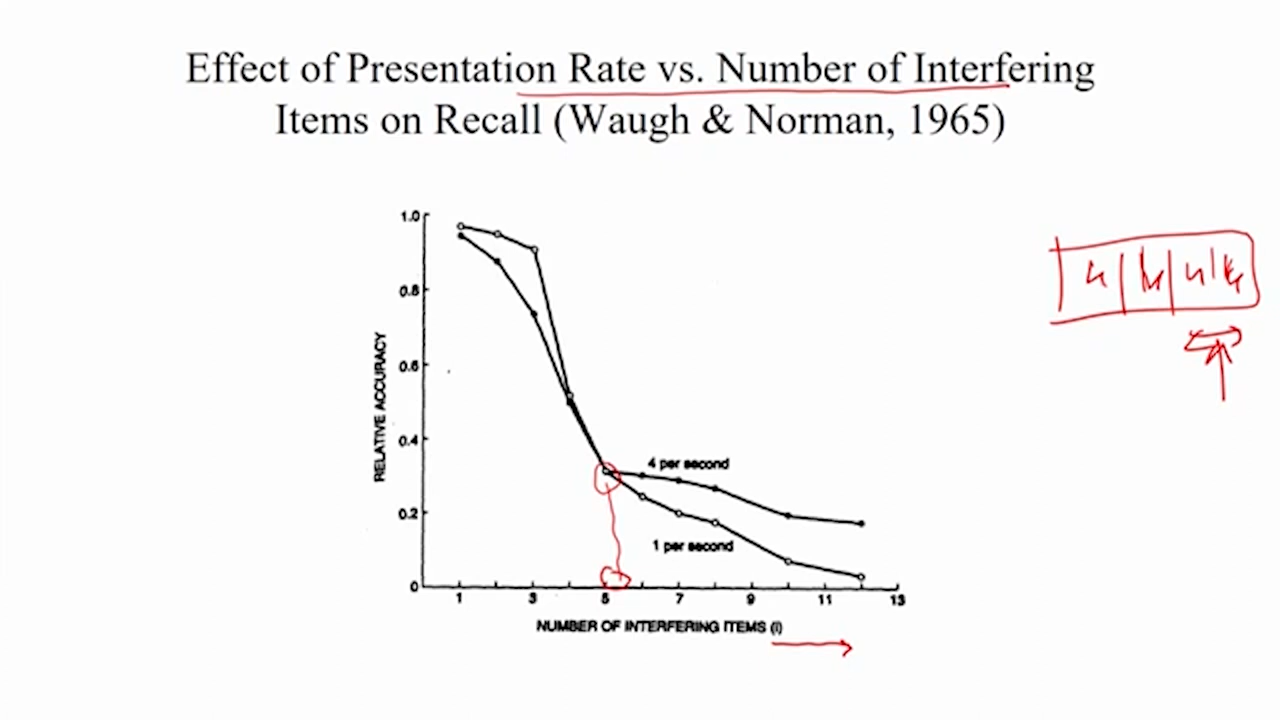 Effect of Presentation Rate vs. Number of Interfering
Items on Recall (Waugh & Norman, 1965)
1.0
0.8
0.6
0.4
0.2
0
RELATIVE ACCURACY
4 per second
1 per second
1 3 5 7 9 11 13
NUMBER OF INTERFERING ITEMS (i)